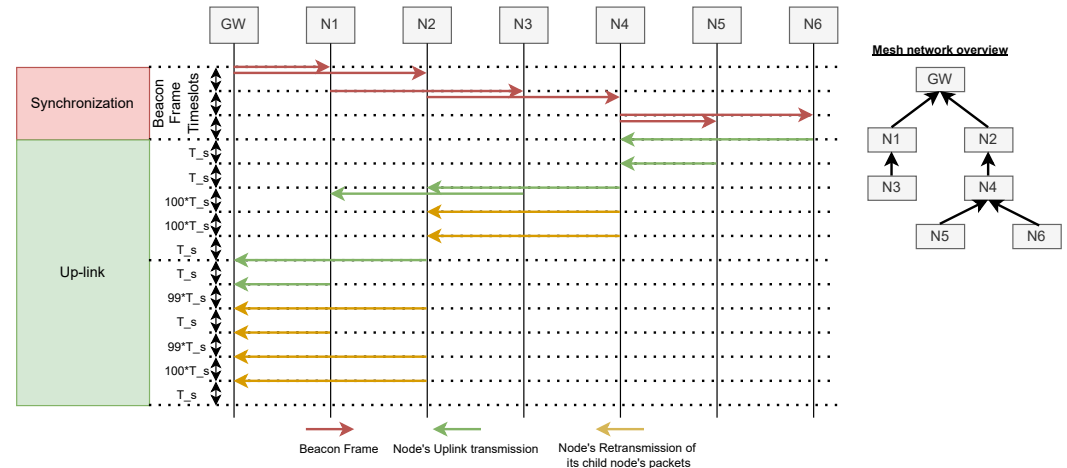 GW N1 N2 N3 N4 N5 N6
Mesh network overview
GW
N1 N2
N3 N4
N5 N6
Synchronization
Beacon
Frame
Timeslots
Up-link
T_s
T_s
100*T_s
100*T_s
T_s
T_s
99*T_s
T_s
99*T_s
100*T_s
T_s
Beacon Frame
Node's Uplink transmission
Node's Retransmission of
its child node's packets